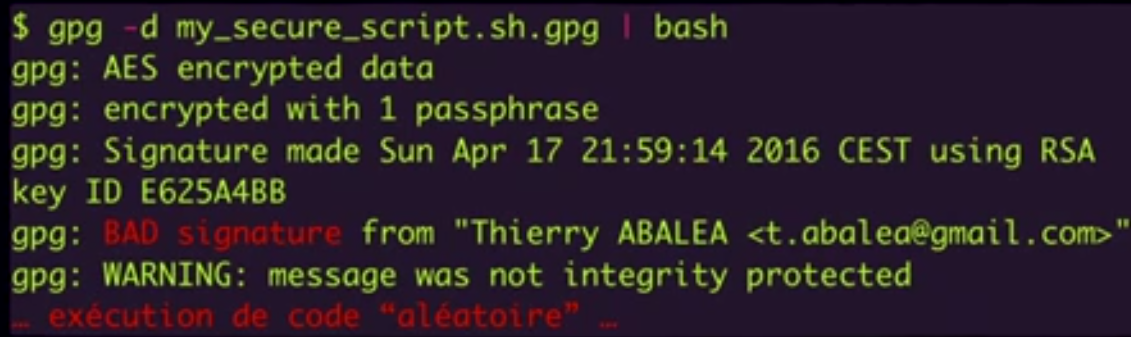 $ gpg -d my_secure_script.sh.gpg | bash
gpg: AES encrypted data
gpg: encrypted with 1 passphrase
gpg: Signature made Sun Apr 17 21:59:14 2016 CEST using RSA
key ID E625A4BB
gpg: BAD signature from "Thierry ABALEA <t.abalea@gmail.com>"
gpg: WARNING: message was not integrity protected
… exécution de code “aléatoire” …